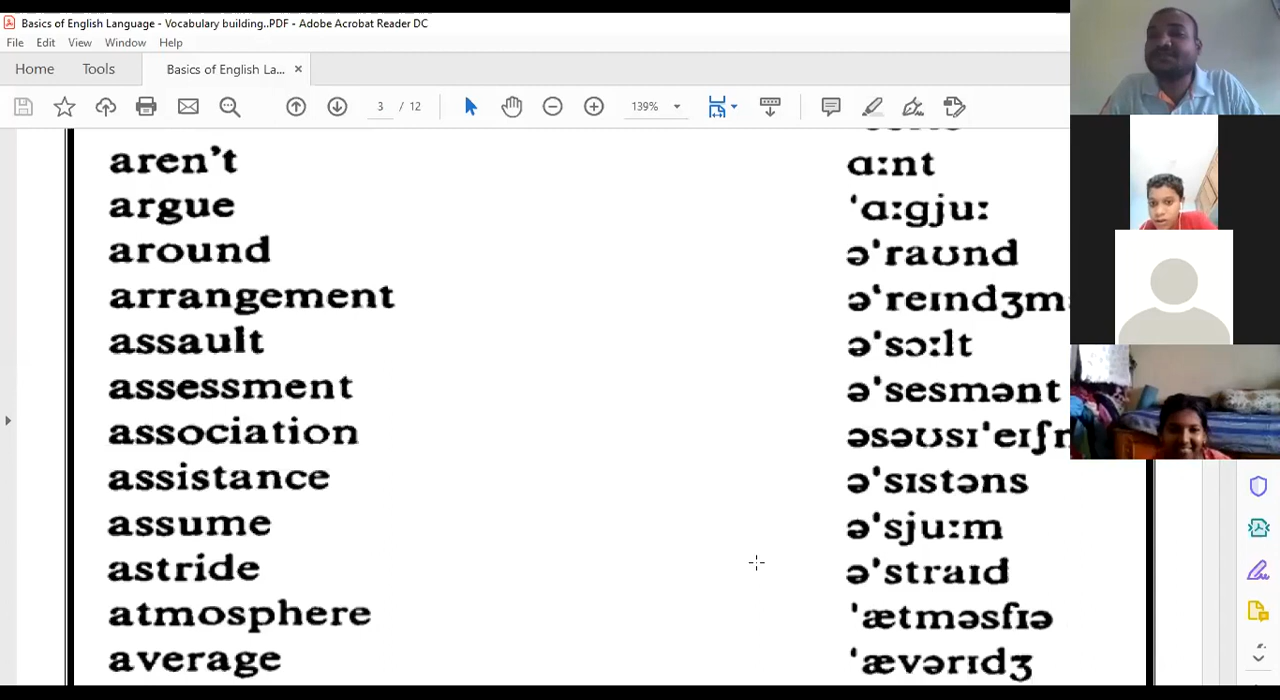 Basics of English Language - Vocabulary building..PDF - Adobe Acrobat Reader DC
File Edit View Window Help
Home Tools Basics of English La... ×
3 / 12 139%
aren't ɑːnt
argue ˈɑːgjuː
around əˈraʊnd
arrangement əˈreɪndʒm
assault əˈsɔːlt
assessment əˈsesmənt
association əsəʊsɪˈeɪʃn
assistance əˈsɪstəns
assume əˈsjuːm
astride əˈstraɪd
atmosphere ˈætməsfɪə
average ˈævərɪdʒ